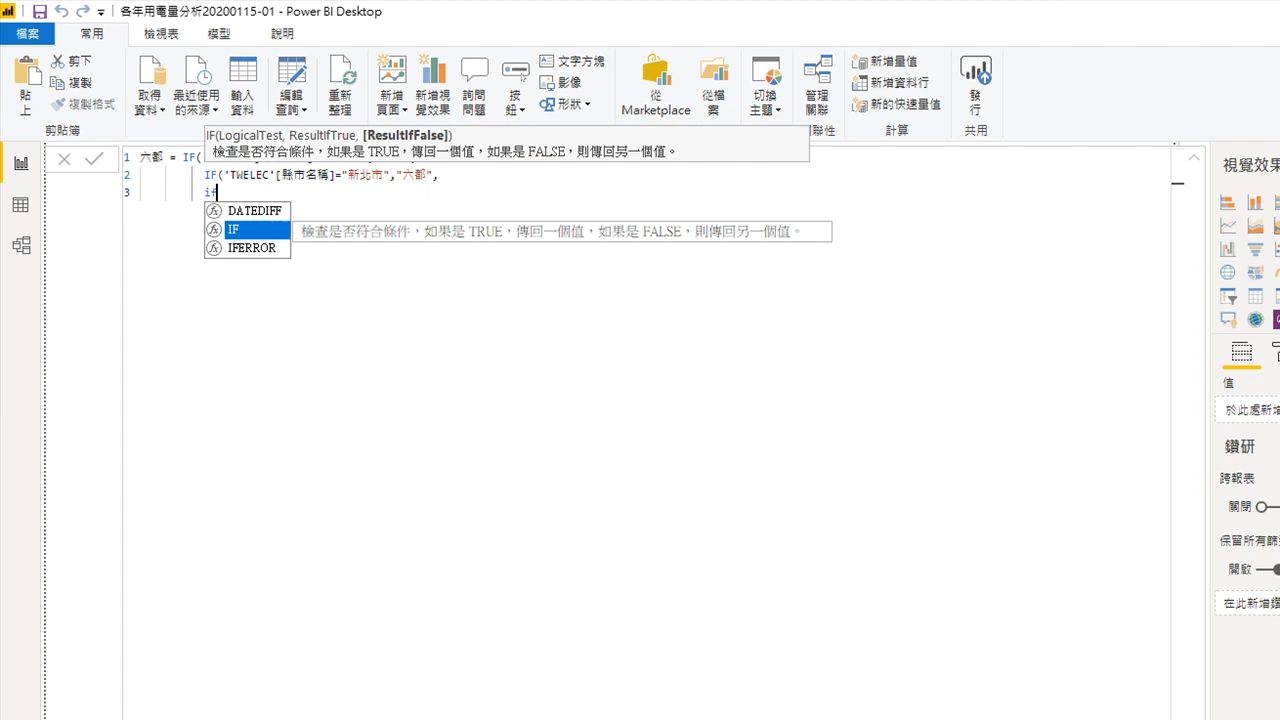 各年用電量分析20200115-01 - Power BI Desktop
檔案 常用 檢視表 模型 說明
貼上 剪下 複製 複製格式
取得資料 最近使用的來源 輸入資料 編輯查詢 重新整理
新增頁面 新增視覺效果 詢問問題 按鈕 文字方塊 影像 形狀
從 Marketplace 從檔案 切換主題 管理關聯
新增量值 新增資料行 新的快速量值 發行
剪貼簿 聯性 計算 共用
IF(LogicalTest, ResultIfTrue, [ResultIfFalse])
檢查是否符合條件，如果是 TRUE，傳回一個值，如果是 FALSE，則傳回另一個值。
1 六都 = IF(
2 IF('TWELEC'[縣市名稱]="新北市","六都",
3 if
DATEDIFF
IF 檢查是否符合條件，如果是 TRUE，傳回一個值，如果是 FALSE，則傳回另一個值。
IFERROR
視覺效果
值
於此處新增
鑽研
跨報表
關閉
保留所有篩
開啟
在此新增鑽